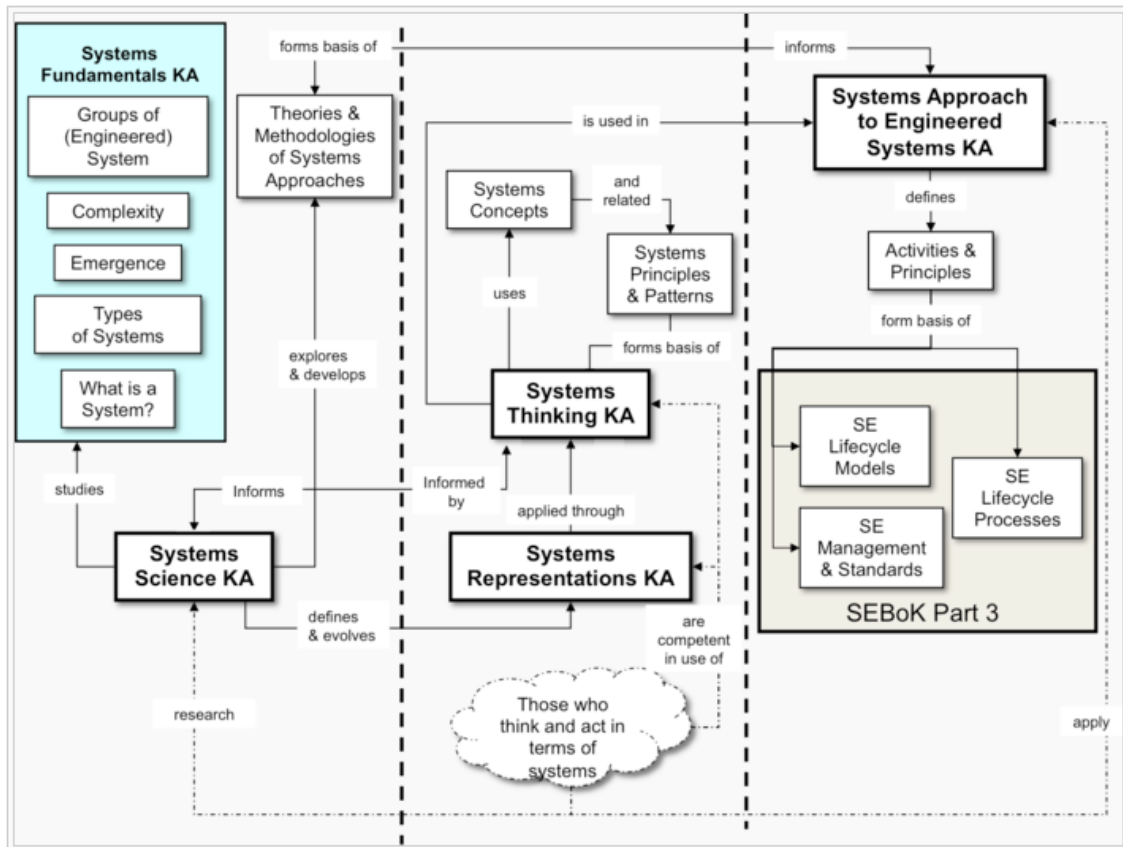 Systems
Fundamentals KA
Groups of
(Engineered)
System
Complexity
Emergence
Types
of Systems
What is a
System?
forms basis of
informs
Theories &
Methodologies
of Systems
Approaches
Systems Approach
to Engineered
Systems KA
is used in
Systems
Concepts
and
related
Systems
Principles
& Patterns
defines
Activities &
Principles
uses
forms basis of
form basis of
explores
& develops
Systems
Thinking KA
SE
Lifecycle
Models
SE
Lifecycle
Processes
SE
Management
& Standards
SEBoK Part 3
studies
Informs
Informed
by
applied through
Systems
Science KA
Systems
Representations KA
defines
& evolves
are
competent
in use of
Those who
think and act in
terms of
systems
research
apply